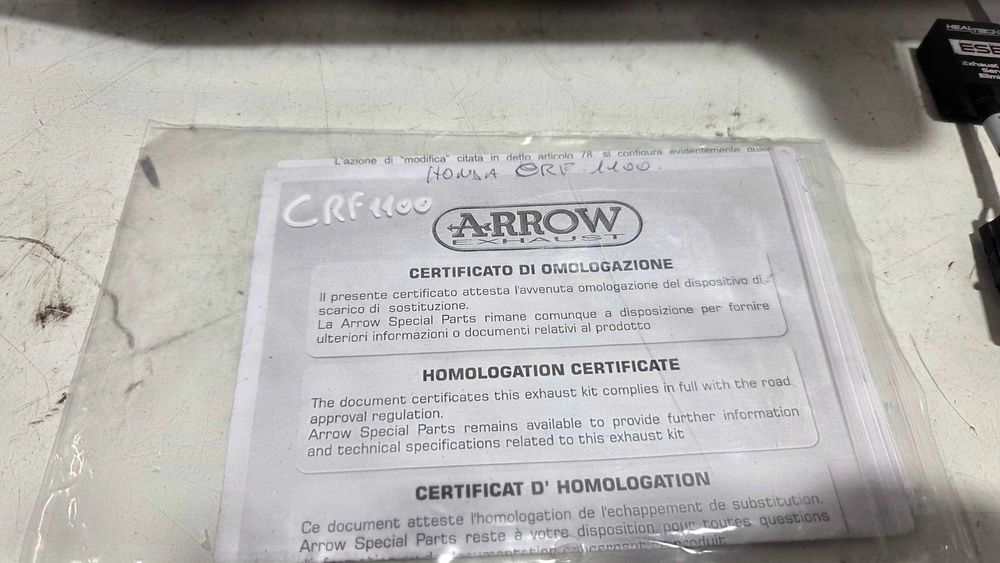 HEALTECH
ESE
Exhaust
Ser
Elimi
L'azione di "modifica" citata in detto articolo 78, si configura evidentemente quale
HONDA CRF 1100.
CRF1100
ARROW
EXHAUST
CERTIFICATO DI OMOLOGAZIONE
Il presente certificato attesta l'avvenuta omologazione del dispositivo di
scarico di sostituzione.
La Arrow Special Parts rimane comunque a disposizione per fornire
ulteriori informazioni o documenti relativi al prodotto
HOMOLOGATION CERTIFICATE
The document certificates this exhaust kit complies in full with the road
approval regulation.
Arrow Special Parts remains available to provide further information
and technical specifications related to this exhaust kit
CERTIFICAT D' HOMOLOGATION
Ce document atteste l'homologation de l'echappement de substitution.
Arrow Special Parts reste à votre disposition pour toutes questions